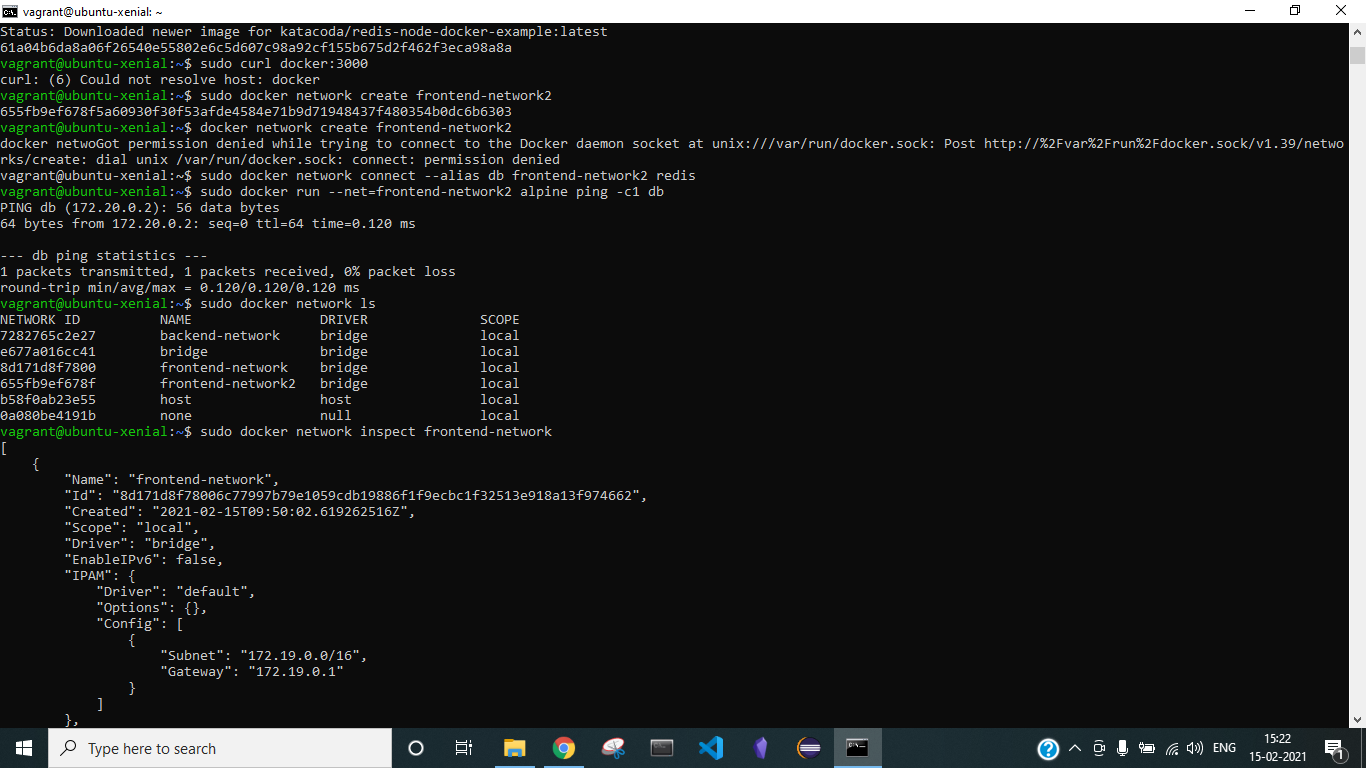 vagrant@ubuntu-xenial: ~
Status: Downloaded newer image for katacoda/redis-node-docker-example:latest
61a04b6da8a06f26540e55802e6c5d607c98a92cf155b675d2f462f3eca98a8a
vagrant@ubuntu-xenial:~$ sudo curl docker:3000
curl: (6) Could not resolve host: docker
vagrant@ubuntu-xenial:~$ sudo docker network create frontend-network2
655fb9ef678f5a60930f30f53afde4584e71b9d71948437f480354b0dc6b6303
vagrant@ubuntu-xenial:~$ docker network create frontend-network2
docker netwoGot permission denied while trying to connect to the Docker daemon socket at unix:///var/run/docker.sock: Post http://%2Fvar%2Frun%2Fdocker.sock/v1.39/netwo
rks/create: dial unix /var/run/docker.sock: connect: permission denied
vagrant@ubuntu-xenial:~$ sudo docker network connect --alias db frontend-network2 redis
vagrant@ubuntu-xenial:~$ sudo docker run --net=frontend-network2 alpine ping -c1 db
PING db (172.20.0.2): 56 data bytes
64 bytes from 172.20.0.2: seq=0 ttl=64 time=0.120 ms
--- db ping statistics ---
1 packets transmitted, 1 packets received, 0% packet loss
round-trip min/avg/max = 0.120/0.120/0.120 ms
vagrant@ubuntu-xenial:~$ sudo docker network ls
NETWORK ID          NAME                DRIVER              SCOPE
7282765c2e27        backend-network     bridge              local
e677a016cc41        bridge              bridge              local
8d171d8f7800        frontend-network    bridge              local
655fb9ef678f        frontend-network2   bridge              local
b58f0ab23e55        host                host                local
0a080be4191b        none                null                local
vagrant@ubuntu-xenial:~$ sudo docker network inspect frontend-network
[
    {
        "Name": "frontend-network",
        "Id": "8d171d8f78006c77997b79e1059cdb19886f1f9ecbc1f32513e918a13f974662",
        "Created": "2021-02-15T09:50:02.619262516Z",
        "Scope": "local",
        "Driver": "bridge",
        "EnableIPv6": false,
        "IPAM": {
            "Driver": "default",
            "Options": {},
            "Config": [
                {
                    "Subnet": "172.19.0.0/16",
                    "Gateway": "172.19.0.1"
                }
            ]
        },
Type here to search
ENG
15:22
15-02-2021
1